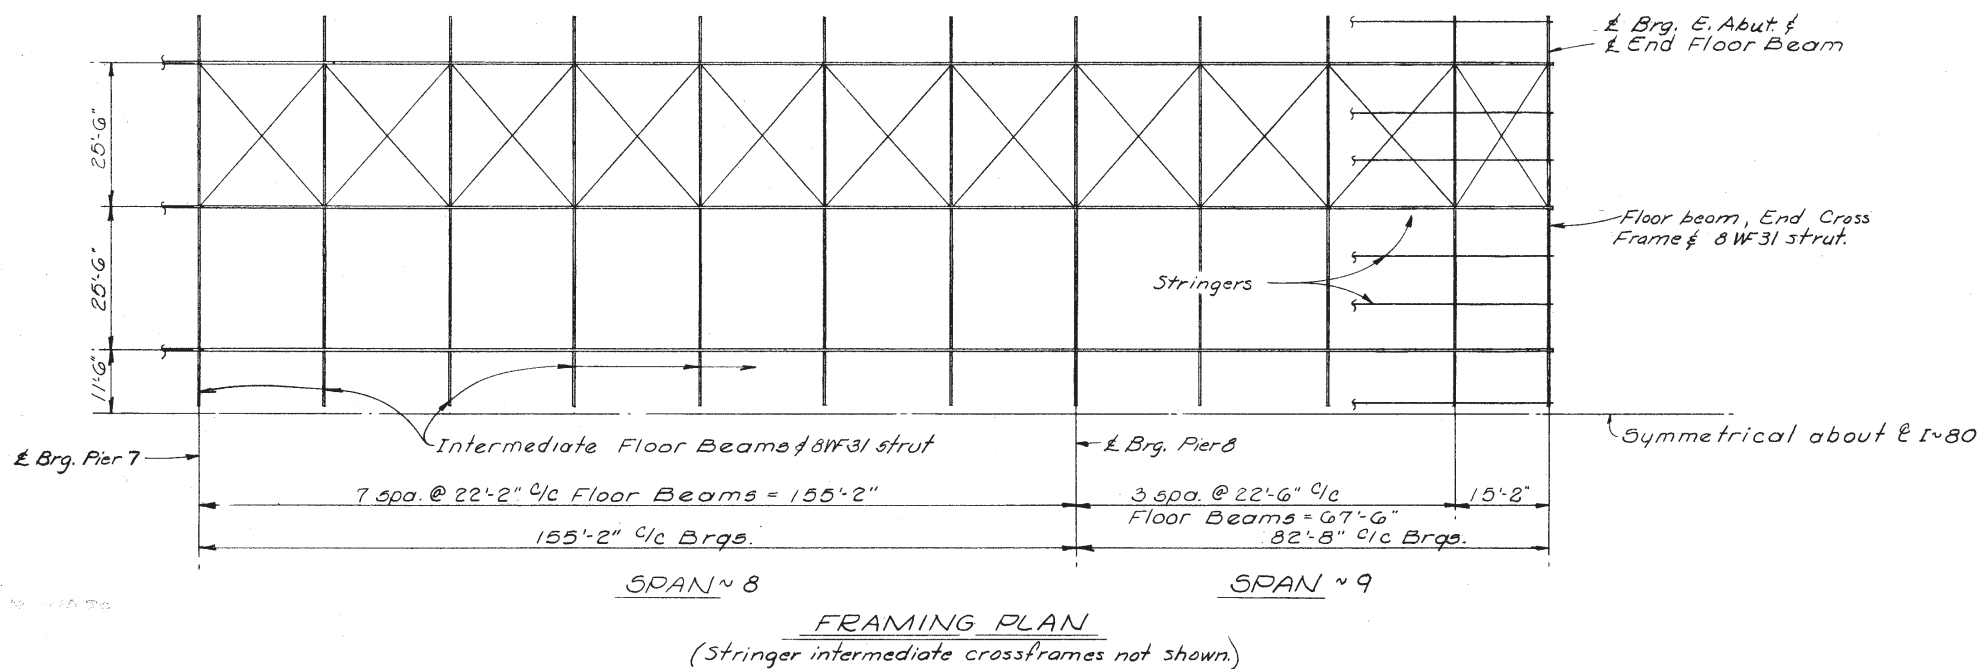 ℄ Brg. E. Abut. &
℄ End Floor Beam
25'-6"
25'-6"
11'-6"
Floor beam, End Cross
Frame & 8WF31 strut.
Stringers
Intermediate Floor Beams & 8WF31 strut
℄ Brg. Pier 7
℄ Brg. Pier 8
Symmetrical about ℄ I~80
7 spa. @ 22'-2" c/c Floor Beams = 155'-2"
3 spa. @ 22'-6" c/c
Floor Beams = 67'-6"
15'-2"
155'-2" c/c Brgs.
82'-8" c/c Brgs.
SPAN ~ 8
SPAN ~ 9
FRAMING PLAN
(Stringer intermediate crossframes not shown.)